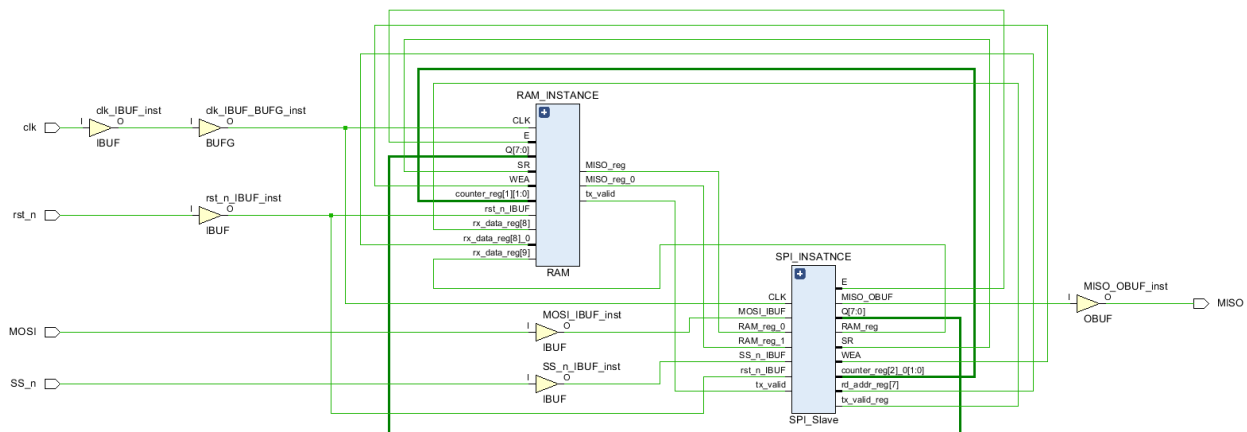 clk
clk_IBUF_inst
I
O
IBUF
clk_IBUF_BUFG_inst
I
O
BUFG
rst_n
rst_n_IBUF_inst
I
O
IBUF
RAM_INSTANCE
CLK
E
Q[7:0]
SR
WEA
counter_reg[1][1:0]
rst_n_IBUF
rx_data_reg[8]
rx_data_reg[8]_0
rx_data_reg[9]
MISO_reg
MISO_reg_0
tx_valid
RAM
MOSI
MOSI_IBUF_inst
I
O
IBUF
SS_n
SS_n_IBUF_inst
I
O
IBUF
SPI_INSATNCE
CLK
MOSI_IBUF
RAM_reg_0
RAM_reg_1
SS_n_IBUF
rst_n_IBUF
tx_valid
E
MISO_OBUF
Q[7:0]
RAM_reg
SR
WEA
counter_reg[2]_0[1:0]
rd_addr_reg[7]
tx_valid_reg
SPI_Slave
MISO_OBUF_inst
I
O
OBUF
MISO